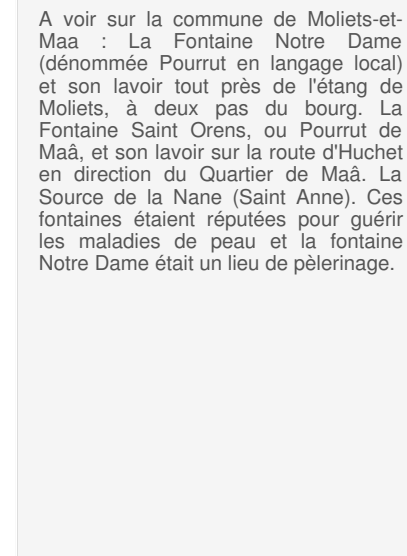 A voir sur la commune de Moliets-et-
Maa : La Fontaine Notre Dame
(dénommée Pourrut en langage local)
et son lavoir tout près de l'étang de
Moliets, à deux pas du bourg. La
Fontaine Saint Orens, ou Pourrut de
Maâ, et son lavoir sur la route d'Huchet
en direction du Quartier de Maâ. La
Source de la Nane (Saint Anne). Ces
fontaines étaient réputées pour guérir
les maladies de peau et la fontaine
Notre Dame était un lieu de pèlerinage.